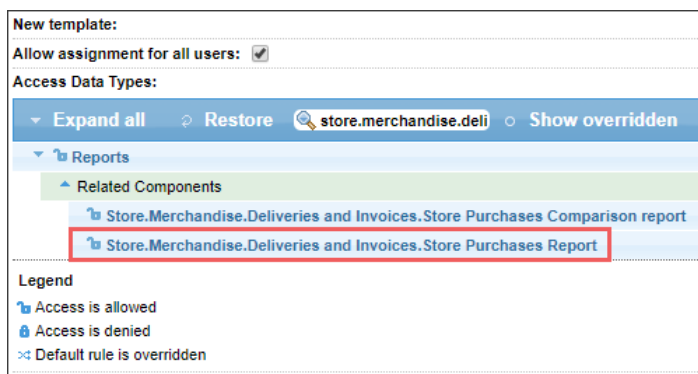 New template:
Allow assignment for all users:
Access Data Types:
Expand all Restore store.merchandise.deli Show overridden
Reports
Related Components
Store.Merchandise.Deliveries and Invoices.Store Purchases Comparison report
Store.Merchandise.Deliveries and Invoices.Store Purchases Report
Legend
Access is allowed
Access is denied
Default rule is overridden